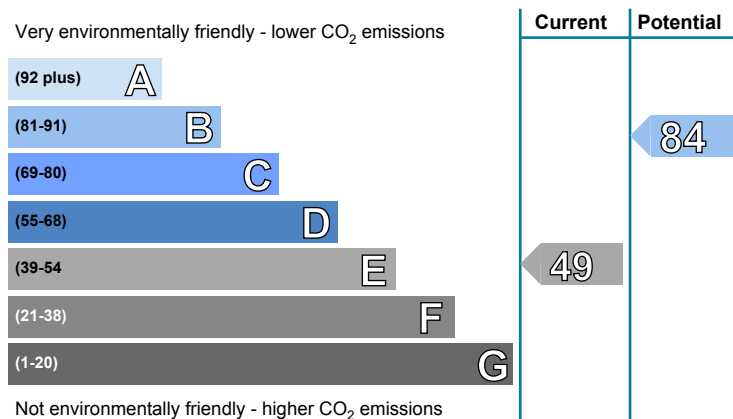 Current Potential
Very environmentally friendly - lower CO₂ emissions
(92 plus) A
(81-91) B
84
(69-80) C
(55-68) D
(39-54 E
49
(21-38) F
(1-20) G
Not environmentally friendly - higher CO₂ emissions